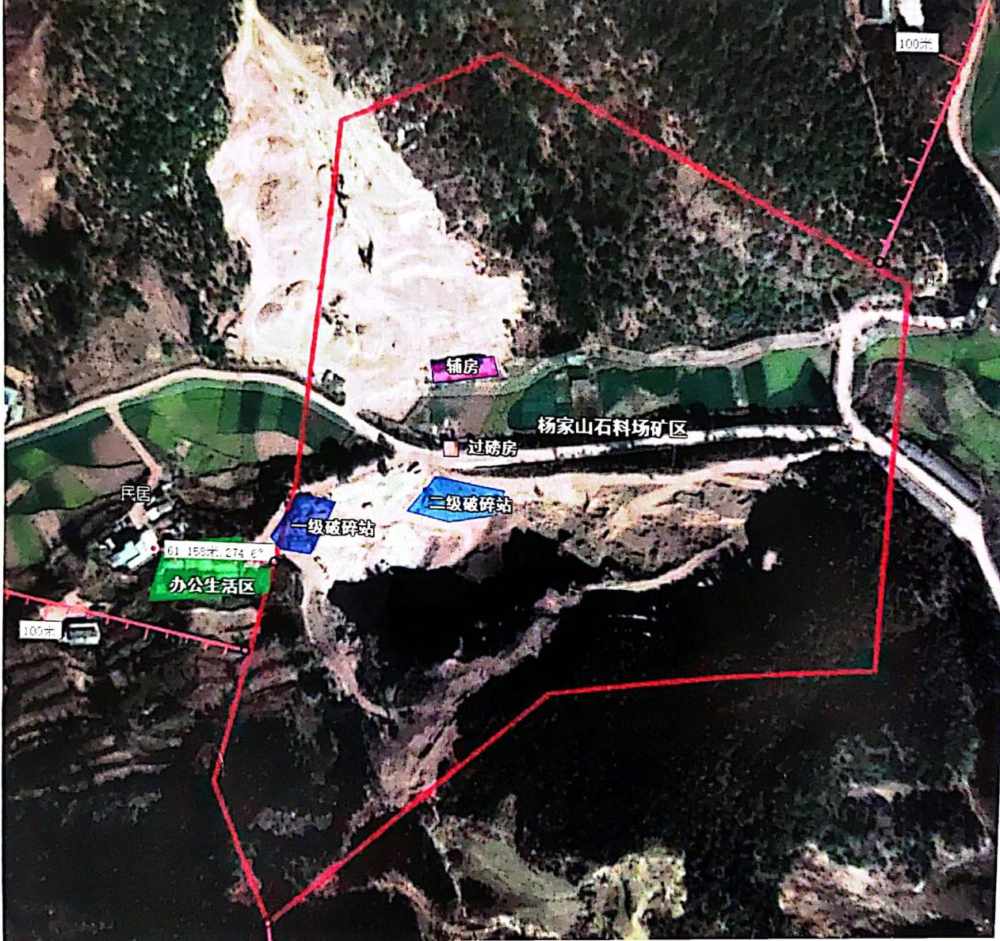 100米
辅房
杨家山石料场矿区
过磅房
民居
二级破碎站
一级破碎站
61.158米, 274.6°
办公生活区
100米